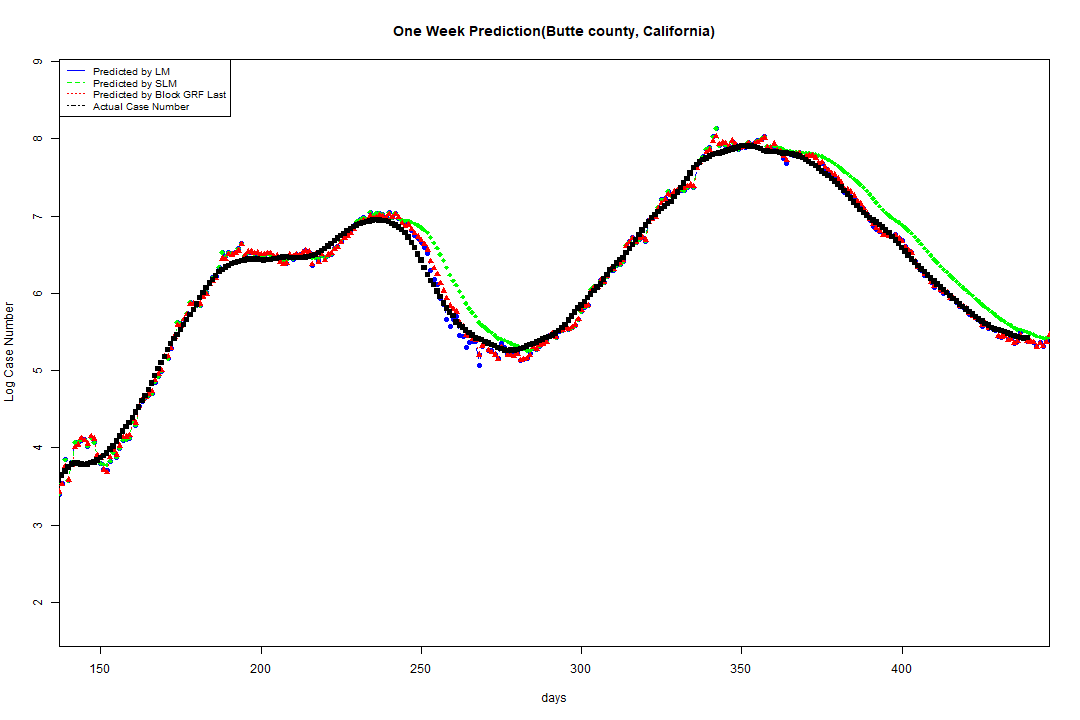 One Week Prediction(Butte county, California)
Predicted by LM
Predicted by SLM
Predicted by Block GRF Last
Actual Case Number
9
8
7
6
5
4
3
2
Log Case Number
150 200 250 300 350 400
days